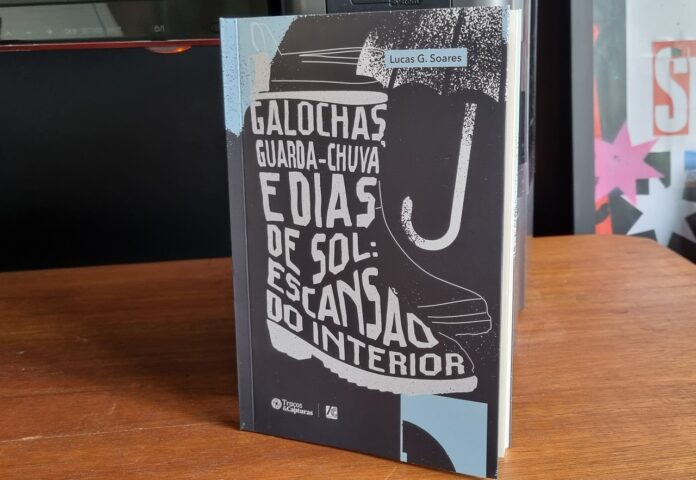 Lucas G. Soares
GALOCHAS,
GUARDA-CHUVA
E DIAS
DE SOL:
ESCANSÃO
DO INTERIOR
Traços
&Capturas